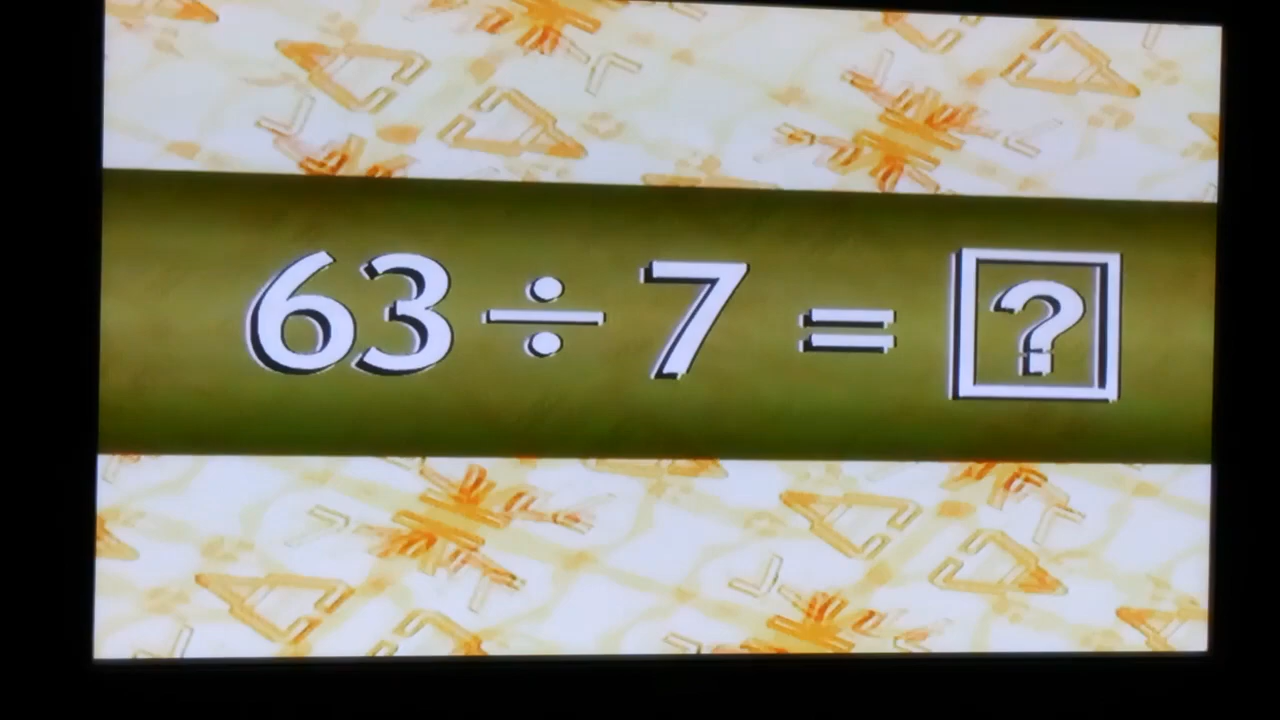 63 ÷ 7 = ?